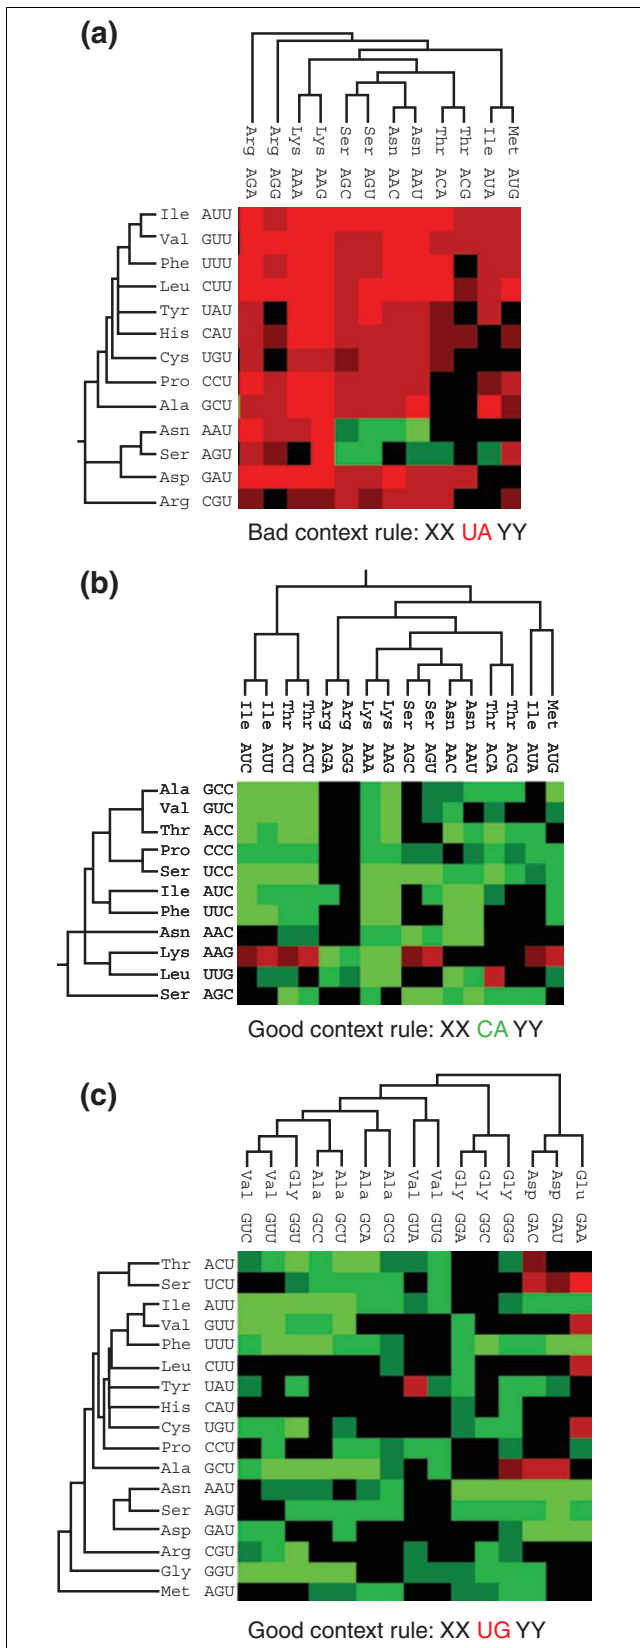 (a)
Arg AGA
Arg AGG
Lys AAA
Lys AAG
Ser AGC
Ser AGU
Asn AAC
Asn AAU
Thr ACA
Thr ACG
Ile AUA
Met AUG
Ile AUU
Val GUU
Phe UUU
Leu CUU
Tyr UAU
His CAU
Cys UGU
Pro CCU
Ala GCU
Asn AAU
Ser AGU
Asp GAU
Arg CGU
Bad context rule: XX UA YY
(b)
Ile AUC
Ile AUU
Thr ACU
Thr ACU
Arg AGA
Arg AGG
Lys AAA
Lys AAG
Ser AGC
Ser AGU
Asn AAC
Asn AAU
Thr ACA
Thr ACG
Ile AUA
Met AUG
Ala GCC
Val GUC
Thr ACC
Pro CCC
Ser UCC
Ile AUC
Phe UUC
Asn AAC
Lys AAG
Leu UUG
Ser AGC
Good context rule: XX CA YY
(c)
Val GUC
Val GUU
Gly GGU
Ala GCC
Ala GCU
Ala GCA
Ala GCG
Val GUA
Val GUG
Gly GGA
Gly GGC
Gly GGG
Asp GAC
Asp GAU
Glu GAA
Thr ACU
Ser UCU
Ile AUU
Val GUU
Phe UUU
Leu CUU
Tyr UAU
His CAU
Cys UGU
Pro CCU
Ala GCU
Asn AAU
Ser AGU
Asp GAU
Arg CGU
Gly GGU
Met AGU
Good context rule: XX UG YY